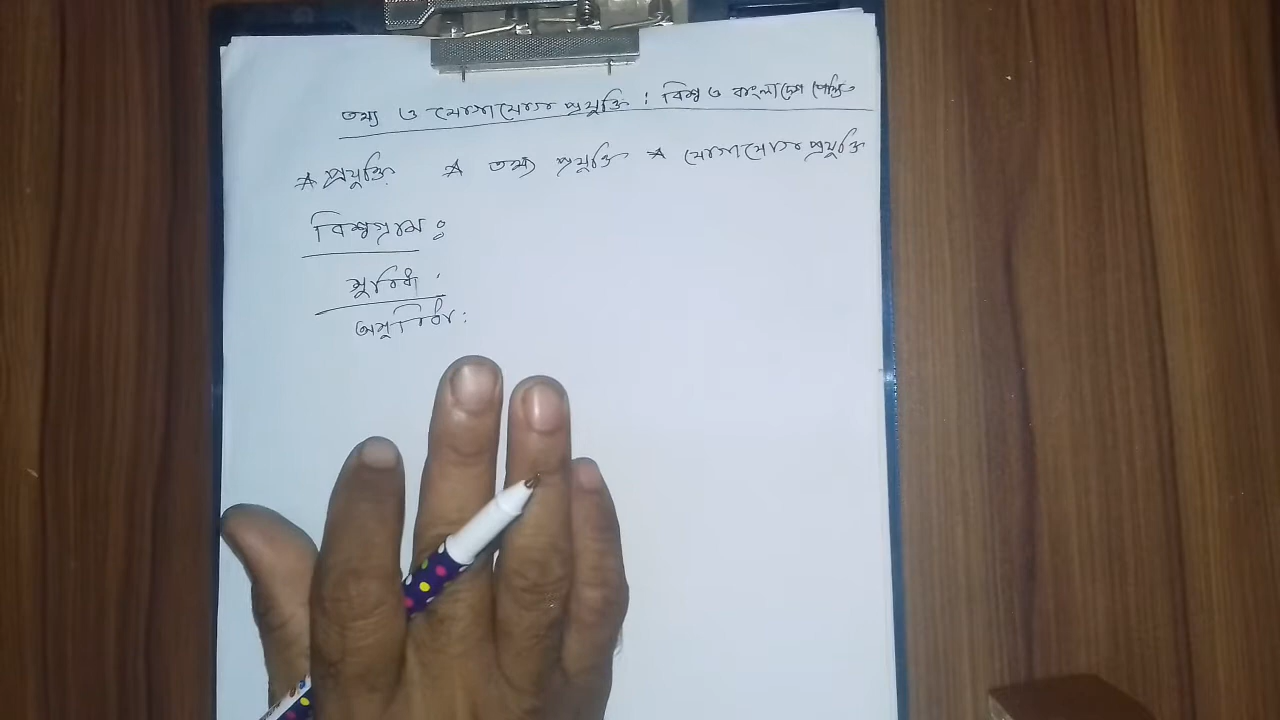 তথ্য ও যোগাযোগ প্রযুক্তি : বিশ্ব ও বাংলাদেশ প্রেক্ষিত
* প্রযুক্তি * তথ্য প্রযুক্তি * যোগাযোগ প্রযুক্তি
বিশ্বগ্রাম :
সুবিধা :
অসুবিধা :